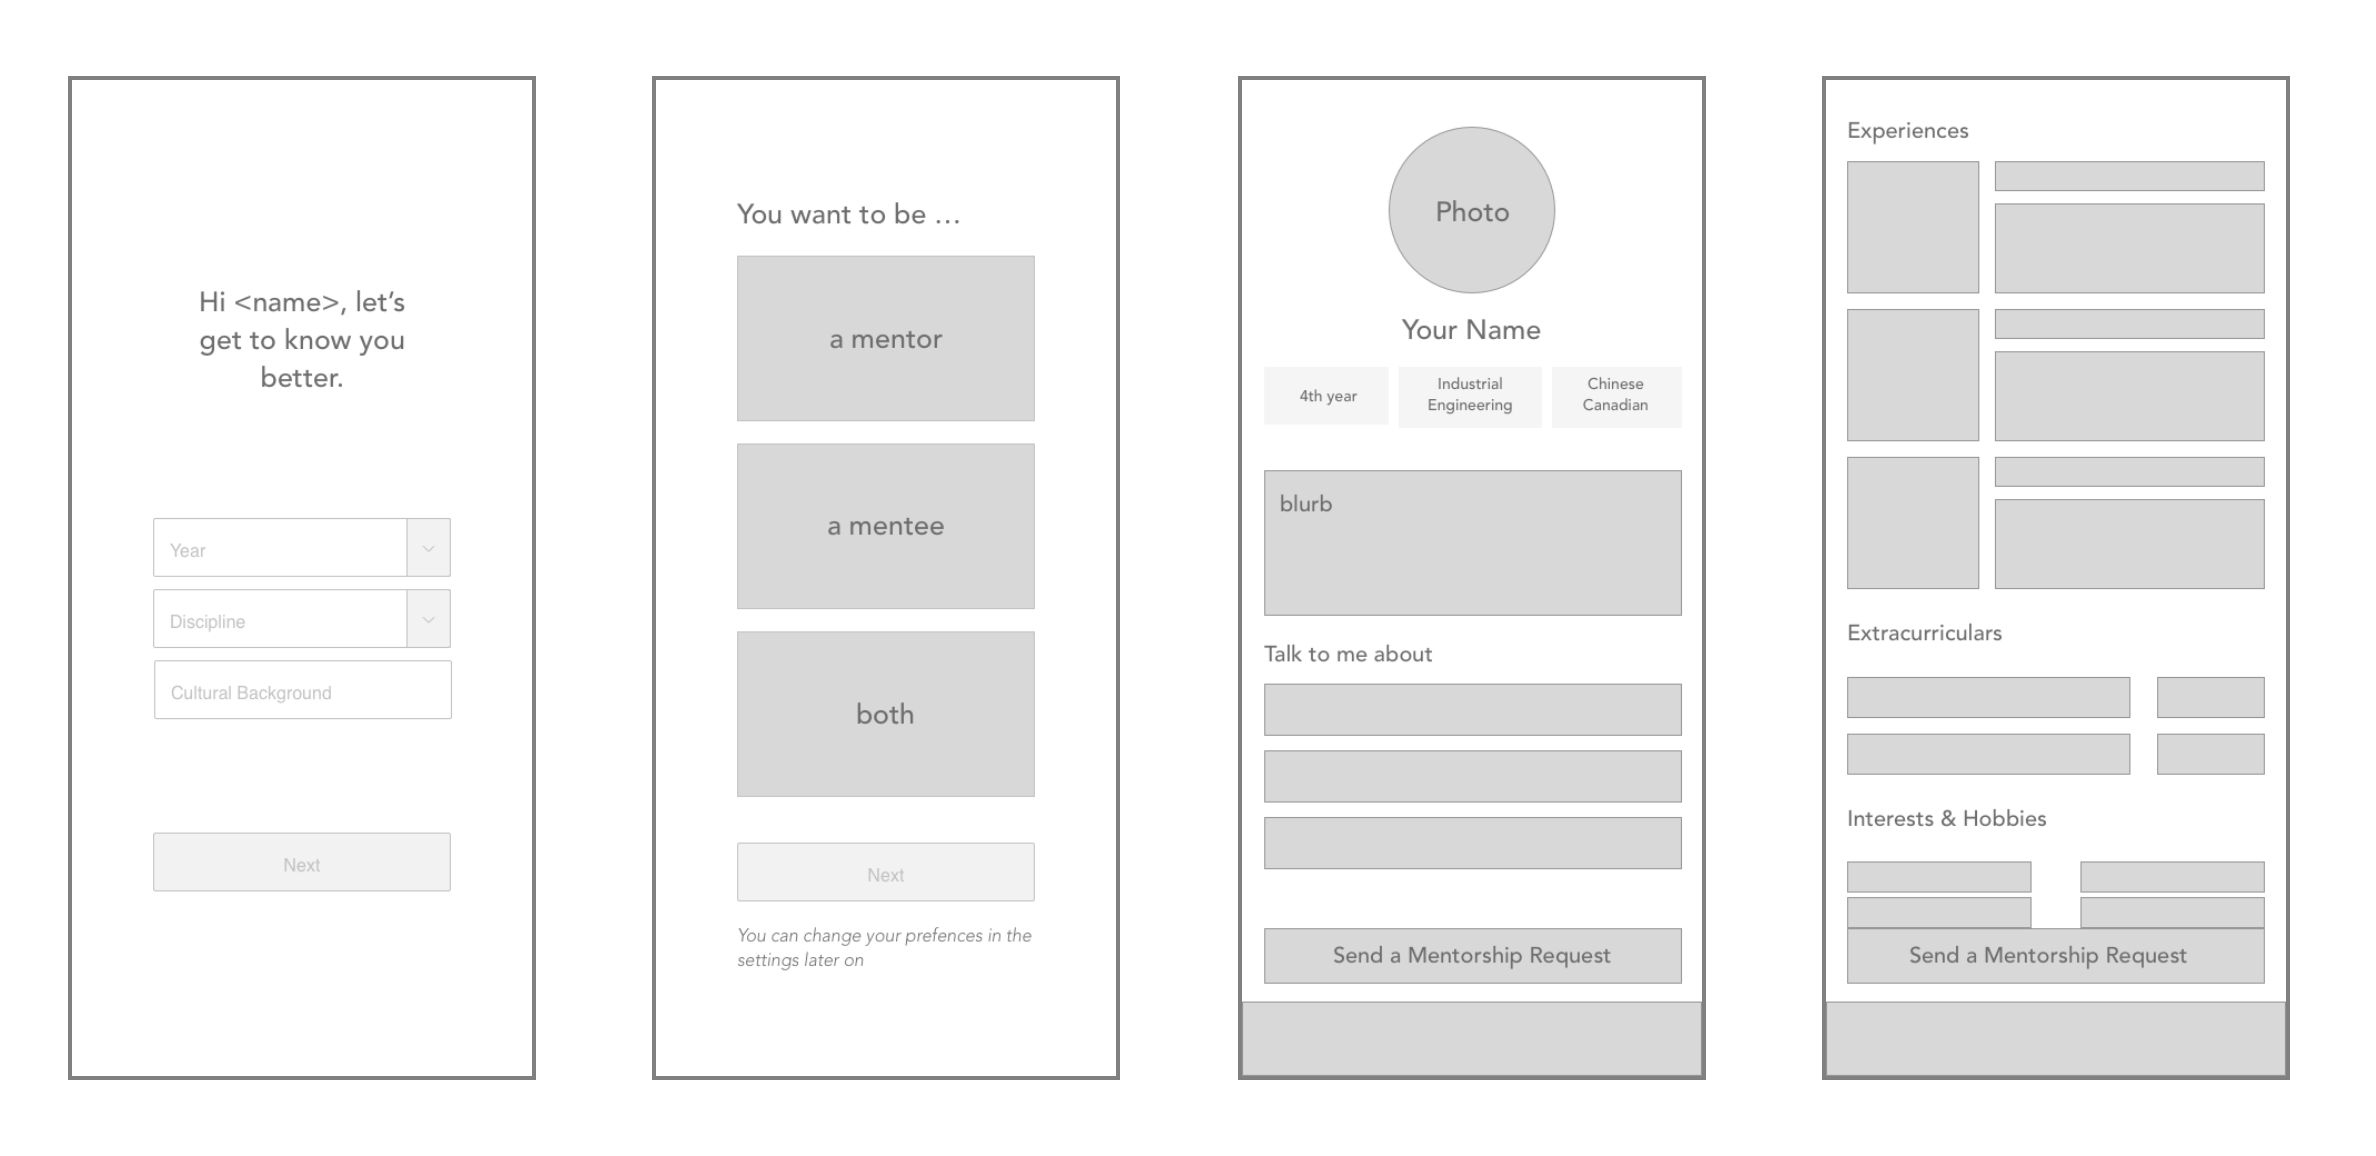 Hi <name>, let’s
get to know you
better.
Year
Discipline
Cultural Background
Next
You want to be ...
a mentor
a mentee
both
Next
You can change your prefences in the
settings later on
Photo
Your Name
4th year
Industrial
Engineering
Chinese
Canadian
blurb
Talk to me about
Send a Mentorship Request
Experiences
Extracurriculars
Interests & Hobbies
Send a Mentorship Request